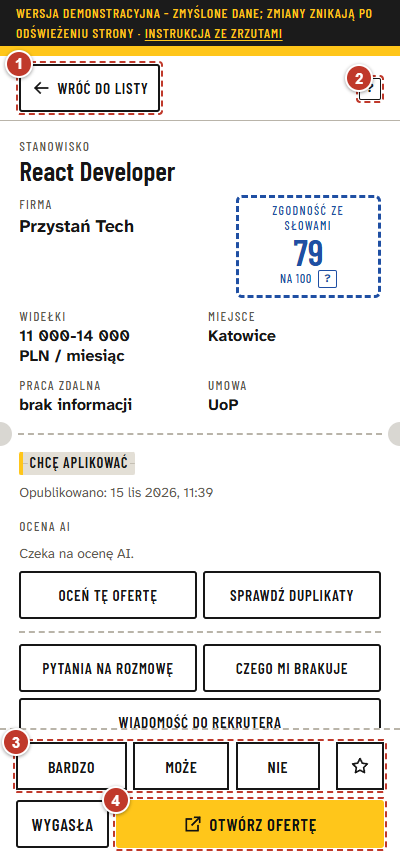 WERSJA DEMONSTRACYJNA - ZMYŚLONE DANE; ZMIANY ZNIKAJĄ PO
ODŚWIEŻENIU STRONY · INSTRUKCJA ZE ZRZUTAMI
1
← WRÓĆ DO LISTY
2
?
STANOWISKO
React Developer
FIRMA
Przystań Tech
ZGODNOŚĆ ZE
SŁOWAMI
79
NA 100 ?
WIDEŁKI
11 000-14 000
PLN / miesiąc
MIEJSCE
Katowice
PRACA ZDALNA
brak informacji
UMOWA
UoP
CHCĘ APLIKOWAĆ
Opublikowano: 15 lis 2026, 11:39
OCENA AI
Czeka na ocenę AI.
OCEŃ TĘ OFERTĘ
SPRAWDŹ DUPLIKATY
PYTANIA NA ROZMOWĘ
CZEGO MI BRAKUJE
WIADOMOŚĆ DO REKRUTERA
3
BARDZO
MOŻE
NIE
WYGASŁA
4
OTWÓRZ OFERTĘ